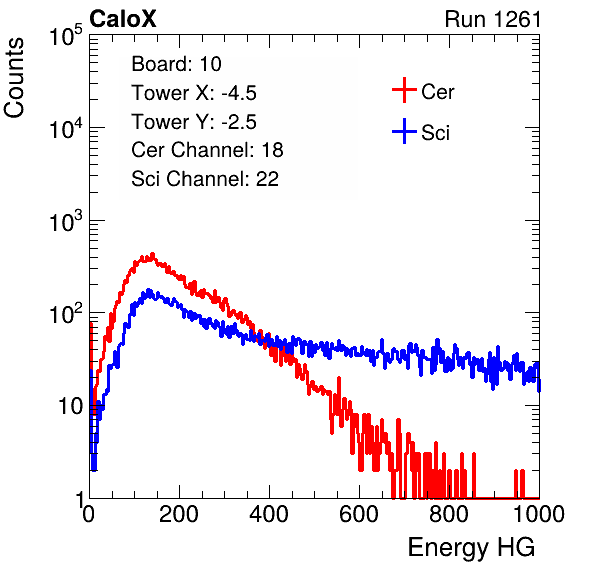 CaloX Run 1261
Counts
Board: 10
Tower X: -4.5
Tower Y: -2.5
Cer Channel: 18
Sci Channel: 22
Cer
Sci
10^5
10^4
10^3
10^2
10
1
0 200 400 600 800 1000
Energy HG